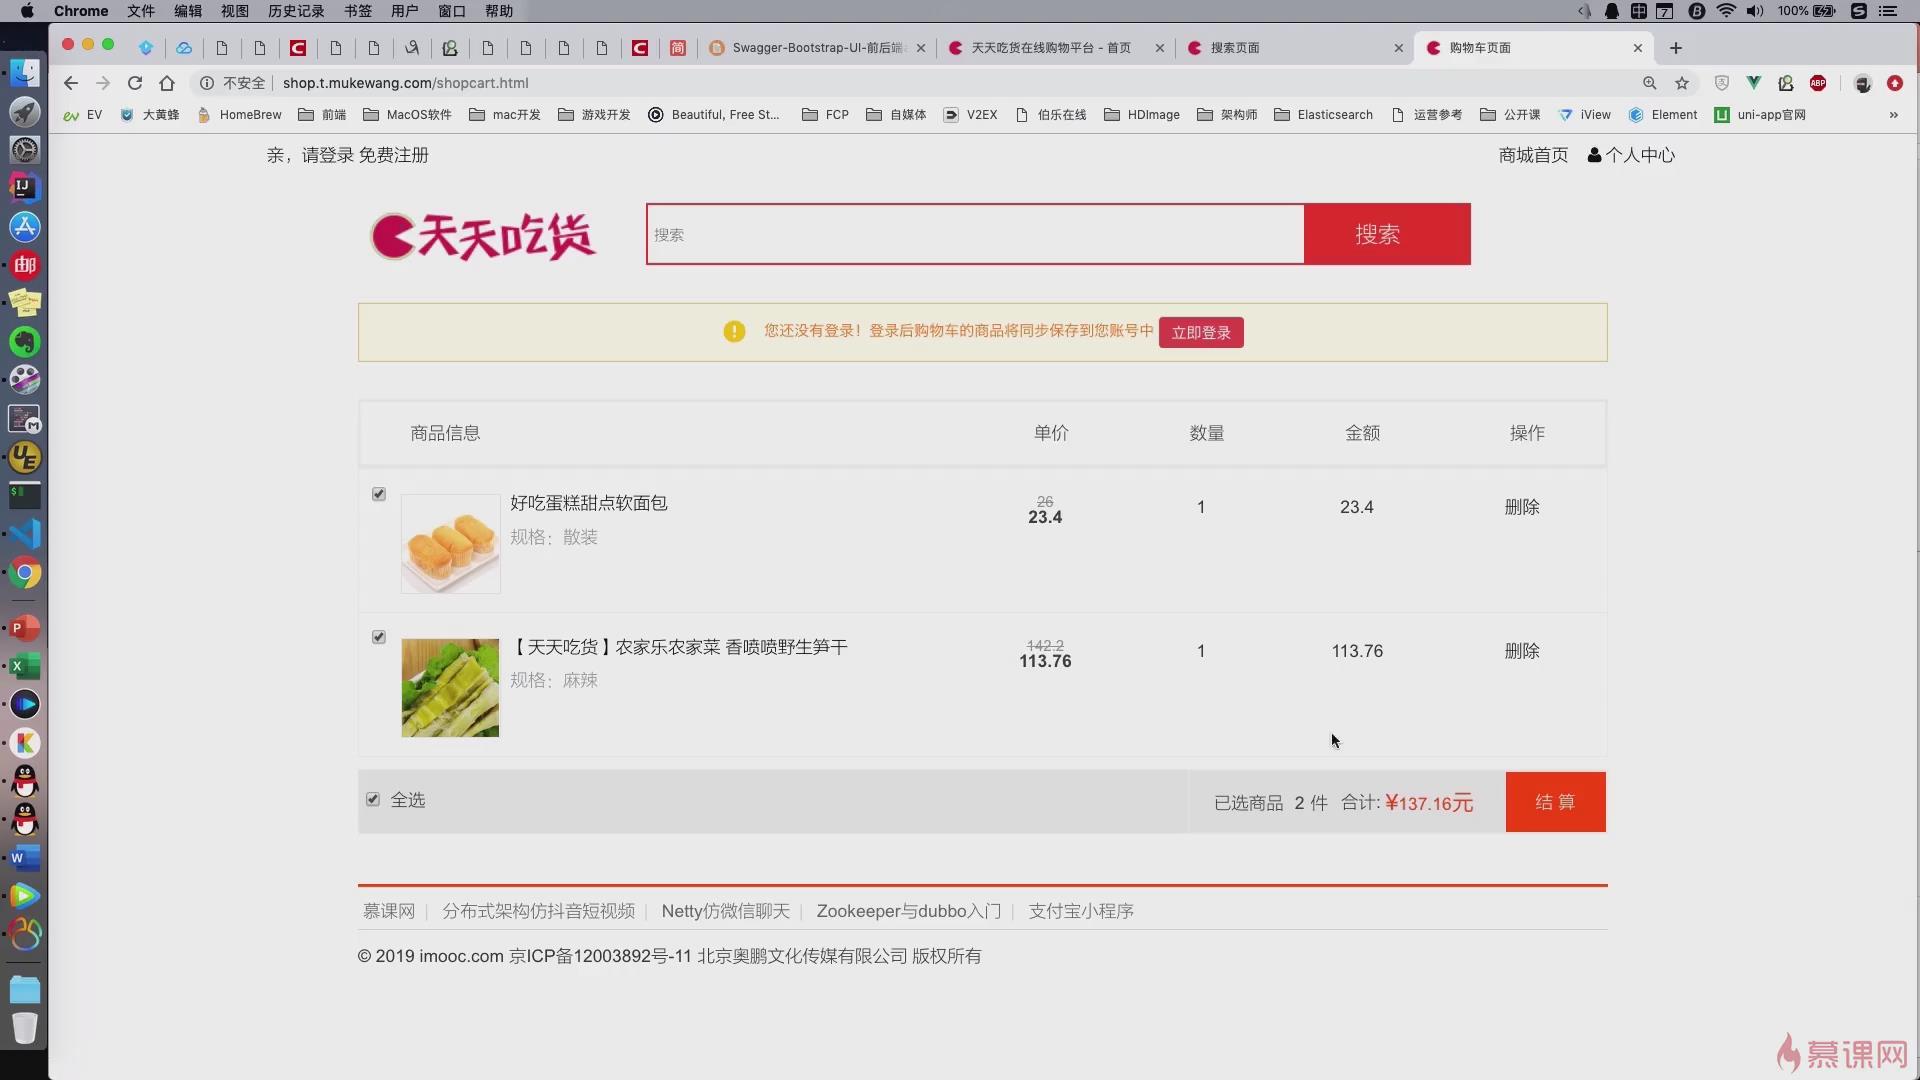 Chrome 文件 编辑 视图 历史记录 书签 用户 窗口 帮助 100%
Swagger-Bootstrap-UI-前后端 天天吃货在线购物平台 - 首页 搜索页面 购物车页面
不安全 shop.t.mukewang.com/shopcart.html
EV 大黄蜂 HomeBrew 前端 MacOS软件 mac开发 游戏开发 Beautiful, Free St... FCP 自媒体 V2EX 伯乐在线 HDImage 架构师 Elasticsearch 运营参考 公开课 iView Element uni-app官网 »
亲，请登录 免费注册 商城首页 个人中心
天天吃货 搜索 搜索
您还没有登录！登录后购物车的商品将同步保存到您账号中 立即登录
商品信息 单价 数量 金额 操作
好吃蛋糕甜点软面包 26 23.4 1 23.4 删除
规格：散装
【天天吃货】农家乐农家菜 香喷喷野生笋干 142.2 113.76 1 113.76 删除
规格：麻辣
全选 已选商品 2 件 合计: ¥137.16元 结 算
慕课网 | 分布式架构仿抖音短视频 | Netty仿微信聊天 | Zookeeper与dubbo入门 | 支付宝小程序
© 2019 imooc.com 京ICP备12003892号-11 北京奥鹏文化传媒有限公司 版权所有
慕课网